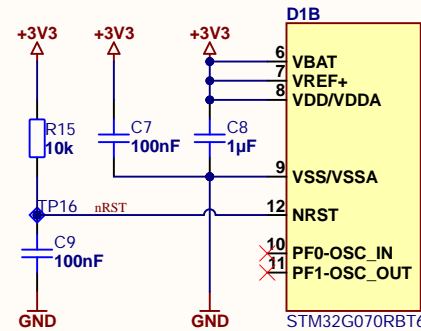 D1B
+3V3
+3V3
+3V3
6
VBAT
7
VREF+
8
VDD/VDDA
R15
10k
C7
100nF
C8
1µF
9
VSS/VSSA
TP16
nRST
12
NRST
C9
100nF
10
PF0-OSC_IN
11
PF1-OSC_OUT
GND
GND